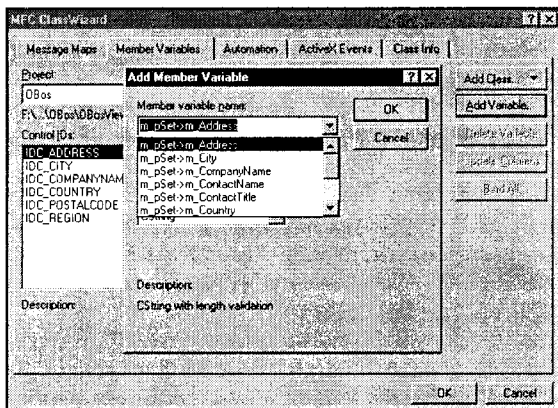 MFC ClassWizard
Message Maps Member Variables Automation ActiveX Events Class Info
Project:
OBos
Add Class...
Add Variable...
Delete Variable
Update Columns
Bind All...
Control IDs:
IDC_ADDRESS
IDC_CITY
IDC_COMPANYNAM
IDC_COUNTRY
IDC_POSTALCODE
IDC_REGION
Add Member Variable
Member variable name:
m_pSet->m_Address
m_pSet->m_Address
m_pSet->m_City
m_pSet->m_CompanyName
m_pSet->m_ContactName
m_pSet->m_ContactTitle
m_pSet->m_Country
CString
OK
Cancel
Description:
CString with length validation
Description:
OK
Cancel